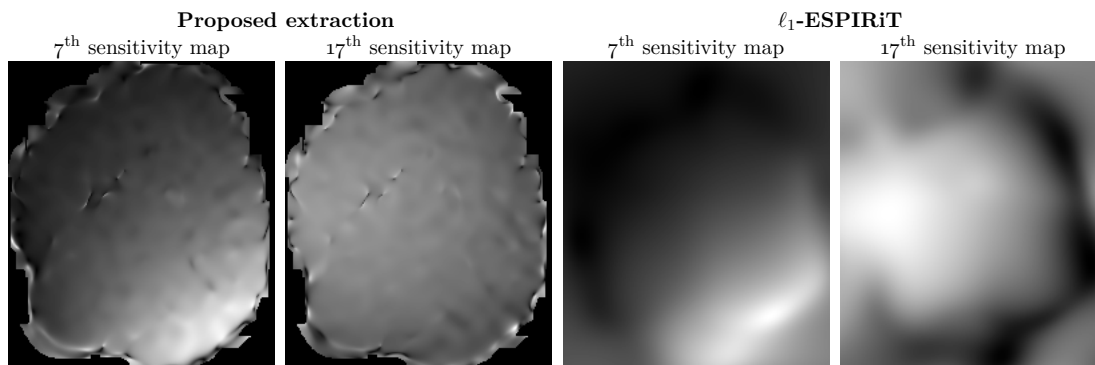 Proposed extraction
ℓ₁-ESPIRiT
7ᵗʰ sensitivity map
17ᵗʰ sensitivity map
7ᵗʰ sensitivity map
17ᵗʰ sensitivity map